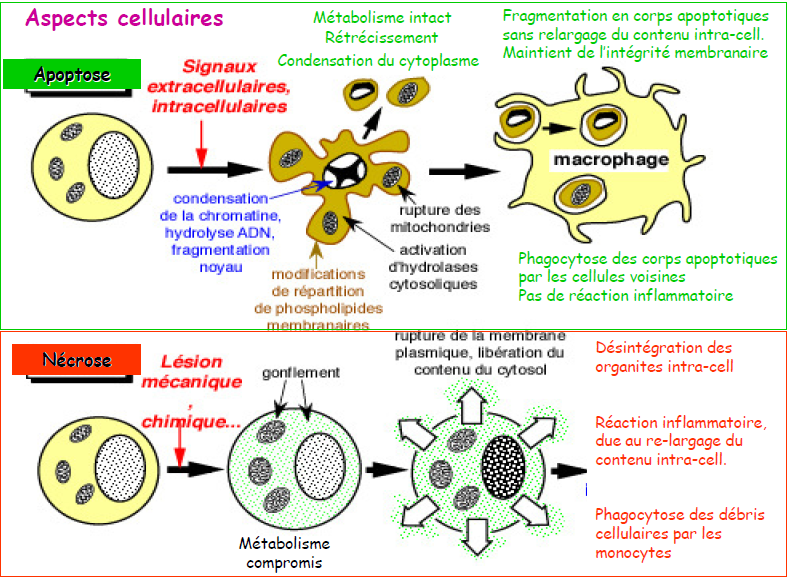 Aspects cellulaires
Métabolisme intact
Rétrécissement
Condensation du cytoplasme
Fragmentation en corps apoptotiques
sans relargage du contenu intra-cell.
Maintient de l'intégrité membranaire
Apoptose
Signaux
extracellulaires,
intracellulaires
macrophage
condensation
de la chromatine,
hydrolyse ADN,
fragmentation
noyau
rupture des
mitochondries
activation
d'hydrolases
cytosoliques
modifications
de répartition
de phospholipides
membranaires
Phagocytose des corps apoptotiques
par les cellules voisines
Pas de réaction inflammatoire
Nécrose
Lésion
mécanique
,
chimique...
gonflement
Métabolisme
compromis
rupture de la membrane
plasmique, libération du
contenu du cytosol
Désintégration des
organites intra-cell
Réaction inflammatoire,
due au re-largage du
contenu intra-cell.
Phagocytose des débris
cellulaires par les
monocytes